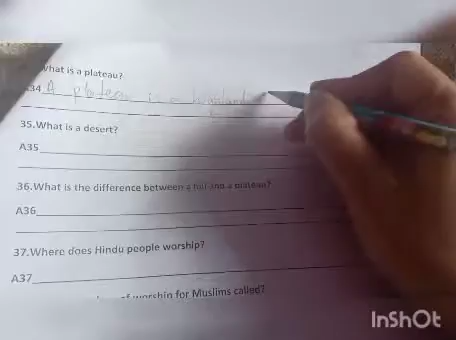 What is a plateau?
A34 A plateau is a
35.What is a desert?
A35
36.What is the difference between a hill and a plateau?
A36
37.Where does Hindu people worship?
A37
of worship for Muslims called?
InShOt